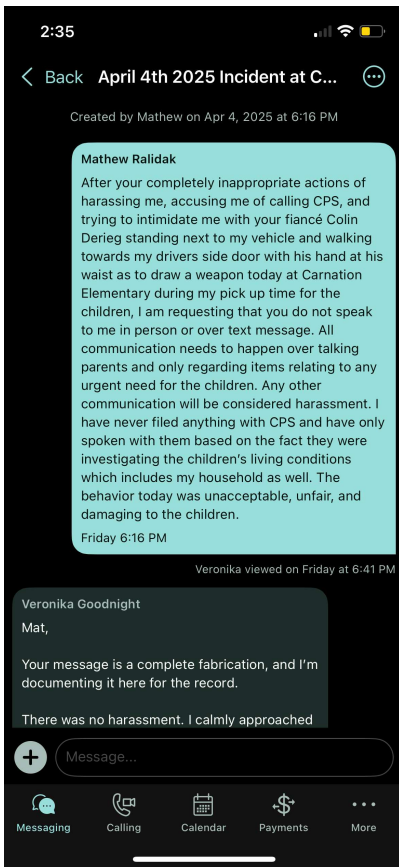 2:35
Back April 4th 2025 Incident at C...
Created by Mathew on Apr 4, 2025 at 6:16 PM
Mathew Ralidak
After your completely inappropriate actions of
harassing me, accusing me of calling CPS, and
trying to intimidate me with your fiancé Colin
Derieg standing next to my vehicle and walking
towards my drivers side door with his hand at his
waist as to draw a weapon today at Carnation
Elementary during my pick up time for the
children, I am requesting that you do not speak
to me in person or over text message. All
communication needs to happen over talking
parents and only regarding items relating to any
urgent need for the children. Any other
communication will be considered harassment. I
have never filed anything with CPS and have only
spoken with them based on the fact they were
investigating the children's living conditions
which includes my household as well. The
behavior today was unacceptable, unfair, and
damaging to the children.
Friday 6:16 PM
Veronika viewed on Friday at 6:41 PM
Veronika Goodnight
Mat,
Your message is a complete fabrication, and I'm
documenting it here for the record.
There was no harassment. I calmly approached
Message...
Messaging Calling Calendar Payments More